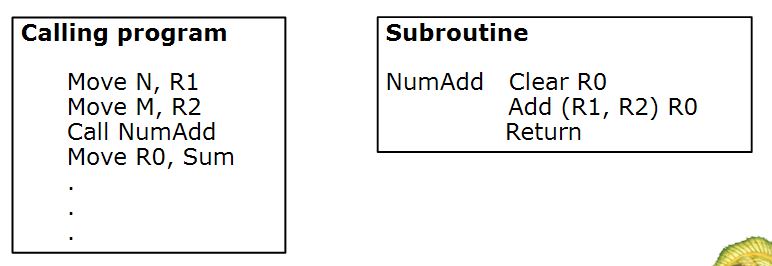 Calling program
Move N, R1
Move M, R2
Call NumAdd
Move R0, Sum
.
.
.
Subroutine
NumAdd Clear R0
Add (R1, R2) R0
Return